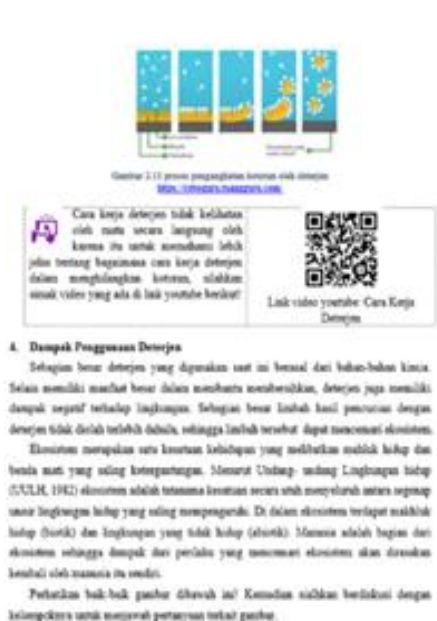 Gambar 2.13 proses pengangkatan kotoran oleh deterjen
Cara kerja deterjen tidak kelihatan
oleh mata secara langsung oleh
karena itu untuk memahami lebih
jelas tentang bagaimana cara kerja deterjen
dalam menghilangkan kotoran, silahkan
simak video yang ada di link youtube berikut!
Link video youtube: Cara Kerja
Deterjen
4. Dampak Penggunaan Deterjen
Sebagian besar deterjen yang digunakan saat ini berasal dari bahan-bahan kimia.
Selain memiliki manfaat besar dalam membantu membersihkan, deterjen juga memiliki
dampak negatif terhadap lingkungan. Sebagian besar limbah hasil pencucian dengan
deterjen tidak diolah terlebih dahulu, sehingga limbah tersebut dapat mencemari ekosistem.
Ekosistem merupakan satu kesatuan kehidupan yang melibatkan makhluk hidup dan
benda mati yang saling ketergantungan. Menurut Undang- undang Lingkungan hidup
(UULH, 1982) ekosistem adalah tatanan kesatuan secara utuh menyeluruh antara segenap
unsur lingkungan hidup yang saling mempengaruhi. Di dalam ekosistem terdapat makhluk
hidup (biotik) dan lingkungan yang tidak hidup (abiotik). Manusia adalah bagian dari
ekosistem sehingga dampak dari perilaku yang mencemari ekosistem akan dirasakan
kembali oleh manusia itu sendiri.
Perhatikan baik-baik gambar dibawah ini! Kemudian silahkan berdiskusi dengan
kelompoknya untuk menjawab pertanyaan terkait gambar.